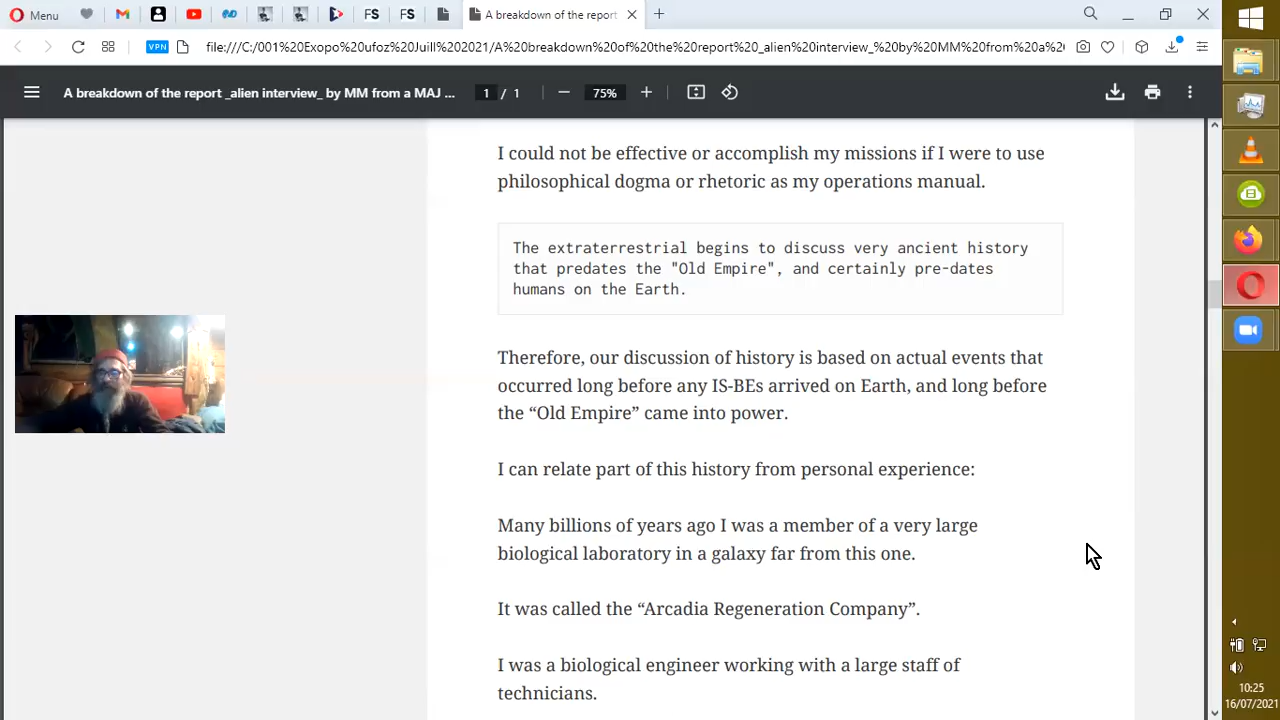 Menu
FS
FS
A breakdown of the report
VPN
file:///C:/001%20Exopo%20ufoz%20Juill%202021/A%20breakdown%20of%20the%20report%20_alien%20interview_%20by%20MM%20from%20a%2(
A breakdown of the report _alien interview_ by MM from a MAJ ...
1 / 1
75%
I could not be effective or accomplish my missions if I were to use
philosophical dogma or rhetoric as my operations manual.
The extraterrestrial begins to discuss very ancient history
that predates the "Old Empire", and certainly pre-dates
humans on the Earth.
Therefore, our discussion of history is based on actual events that
occurred long before any IS-BEs arrived on Earth, and long before
the “Old Empire” came into power.
I can relate part of this history from personal experience:
Many billions of years ago I was a member of a very large
biological laboratory in a galaxy far from this one.
It was called the “Arcadia Regeneration Company”.
I was a biological engineer working with a large staff of
technicians.
10:25
16/07/2021